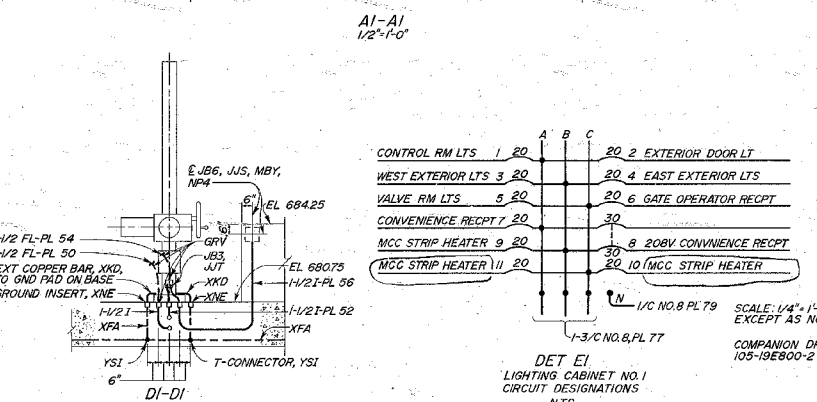 A1-A1
1/2"=1'-0"
℄ JB6, JJS, MBY,
NP4
6"
EL 684.25
6"
1/2 FL-PL 54
1/2 FL-PL 50
EXT COPPER BAR, XKD,
TO GND PAD ON BASE
GROUND INSERT, XNE
GRV
JB3,
JJT
XKD
XNE
EL 680.75
1-1/2I-PL 56
1-1/2 I
1-1/2I-PL 52
XFA
XFA
YSI
T-CONNECTOR, YSI
6"
D1-D1
A B C
CONTROL RM LTS 1 20 20 2 EXTERIOR DOOR LT
WEST EXTERIOR LTS 3 20 20 4 EAST EXTERIOR LTS
VALVE RM LTS 5 20 20 6 GATE OPERATOR RECPT
CONVENIENCE RECPT 7 20 30
MCC STRIP HEATER 9 20 30 8 208V CONVNIENCE RECPT
MCC STRIP HEATER 11 20 20 10 MCC STRIP HEATER
N
1/C NO.8 PL 79
1-3/C NO.8, PL 77
DET E1
LIGHTING CABINET NO. 1
CIRCUIT DESIGNATIONS
NTS
SCALE: 1/4"=1'-
EXCEPT AS NO
COMPANION DR
105-19E800-2